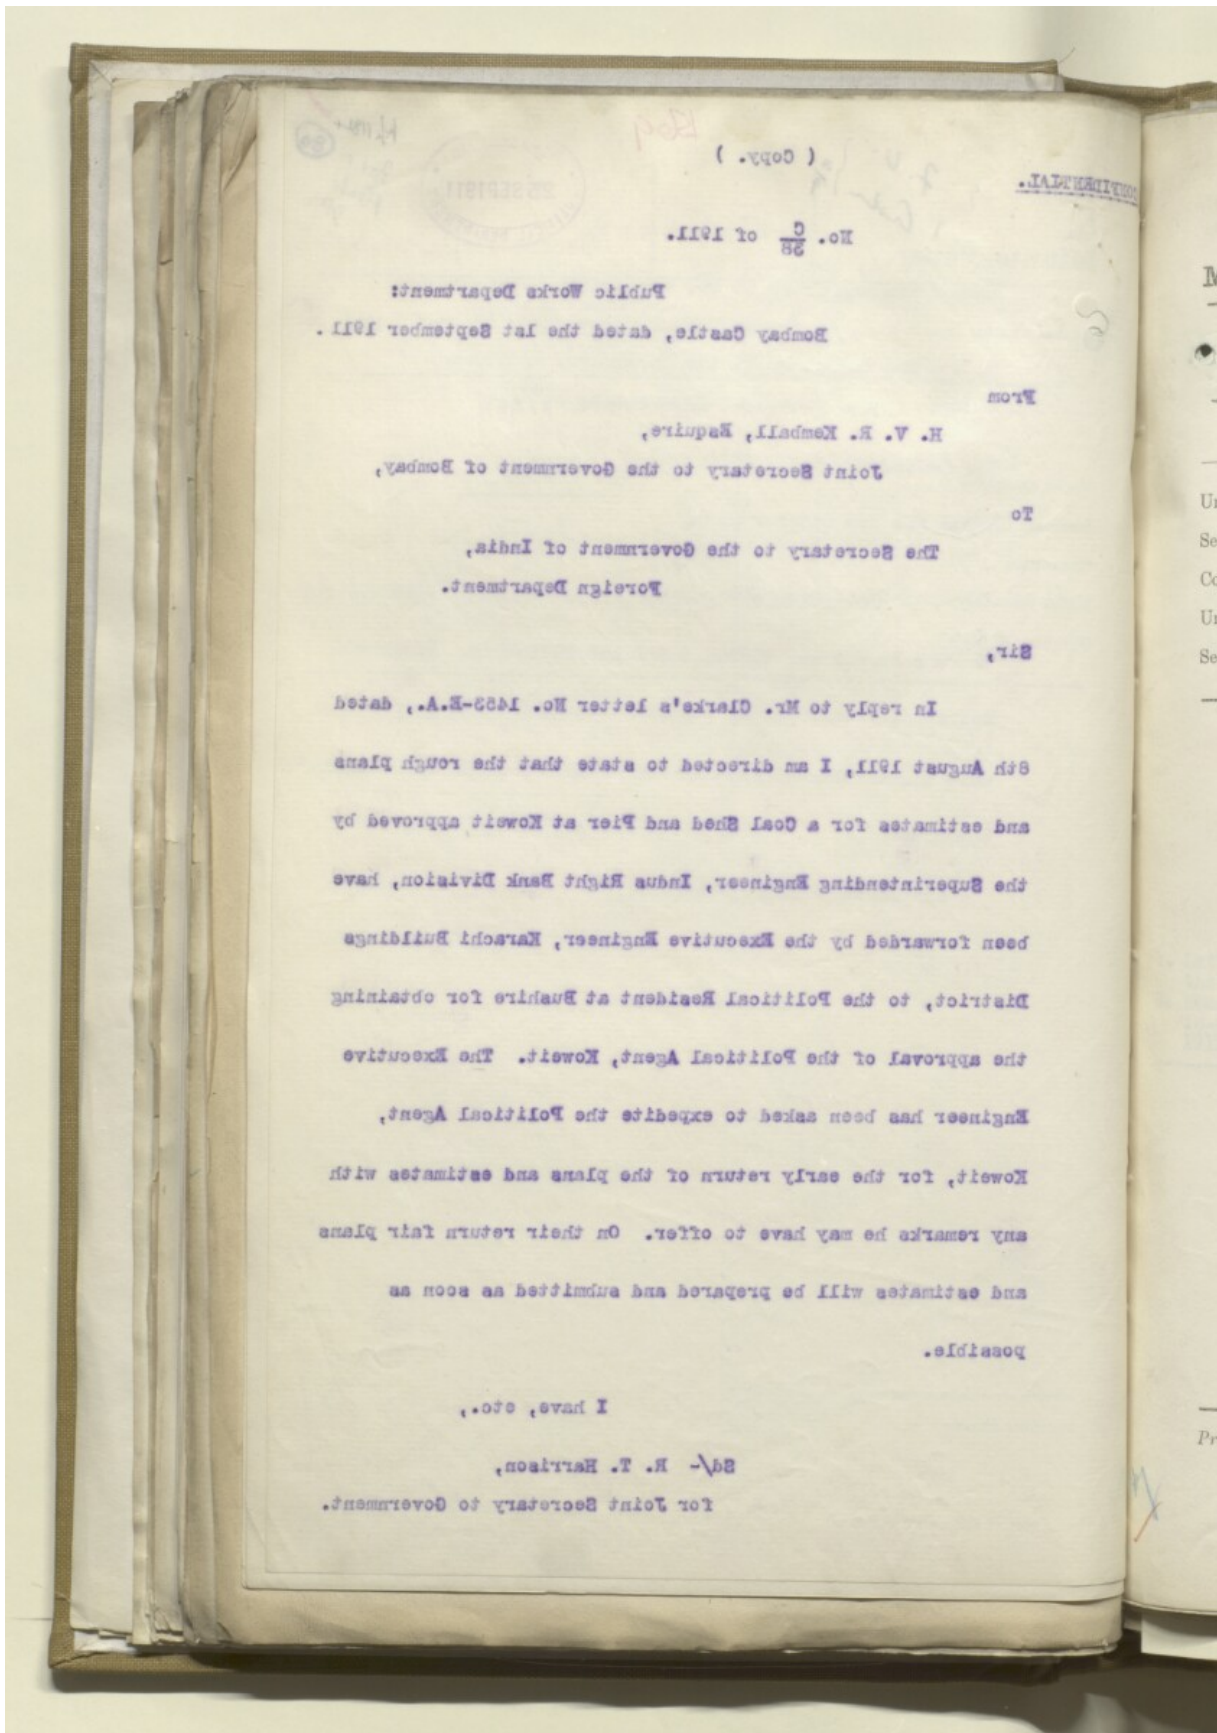 ( Copy. )
CONFIDENTIAL.
No. C/38 of 1911.
Public Works Department:
Bombay Castle, dated the 1st September 1911.
From
H. V. R. Kemball, Esquire,
Joint Secretary to the Government of Bombay,
To
The Secretary to the Government of India,
Foreign Department.
Sir,
In reply to Mr. Clarke's letter No. 1453-E.A., dated
8th August 1911, I am directed to state that the rough plans
and estimates for a Coal Shed and Pier at Koweit approved by
the Superintending Engineer, Indus Right Bank Division, have
been forwarded by the Executive Engineer, Karachi Buildings
District, to the Political Resident at Bushire for obtaining
the approval of the Political Agent, Koweit. The Executive
Engineer has been asked to expedite the Political Agent,
Koweit, for the early return of the plans and estimates with
any remarks he may have to offer. On their return fair plans
and estimates will be prepared and submitted as soon as
possible.
I have, etc.,
Sd/- R. T. Harrison,
for Joint Secretary to Government.
M
Un
Se
Co
Un
Se
Pr